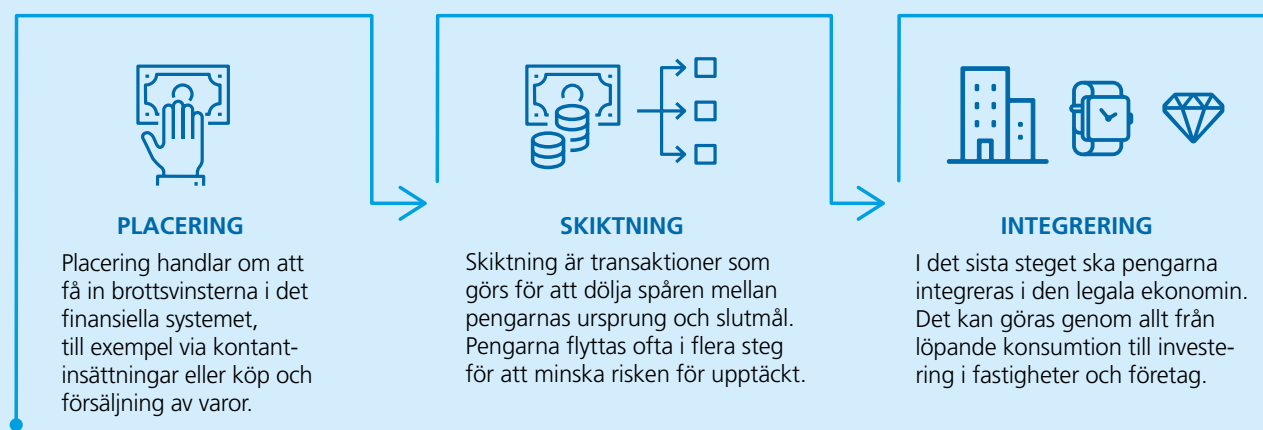 PLACERING
Placering handlar om att
få in brottsvinsterna i det
finansiella systemet,
till exempel via kontant-
insättningar eller köp och
försäljning av varor.
SKIKTNING
Skiktning är transaktioner som
görs för att dölja spåren mellan
pengarnas ursprung och slutmål.
Pengarna flyttas ofta i flera steg
för att minska risken för upptäckt.
INTEGRERING
I det sista steget ska pengarna
integreras i den legala ekonomin.
Det kan göras genom allt från
löpande konsumtion till investe-
ring i fastigheter och företag.